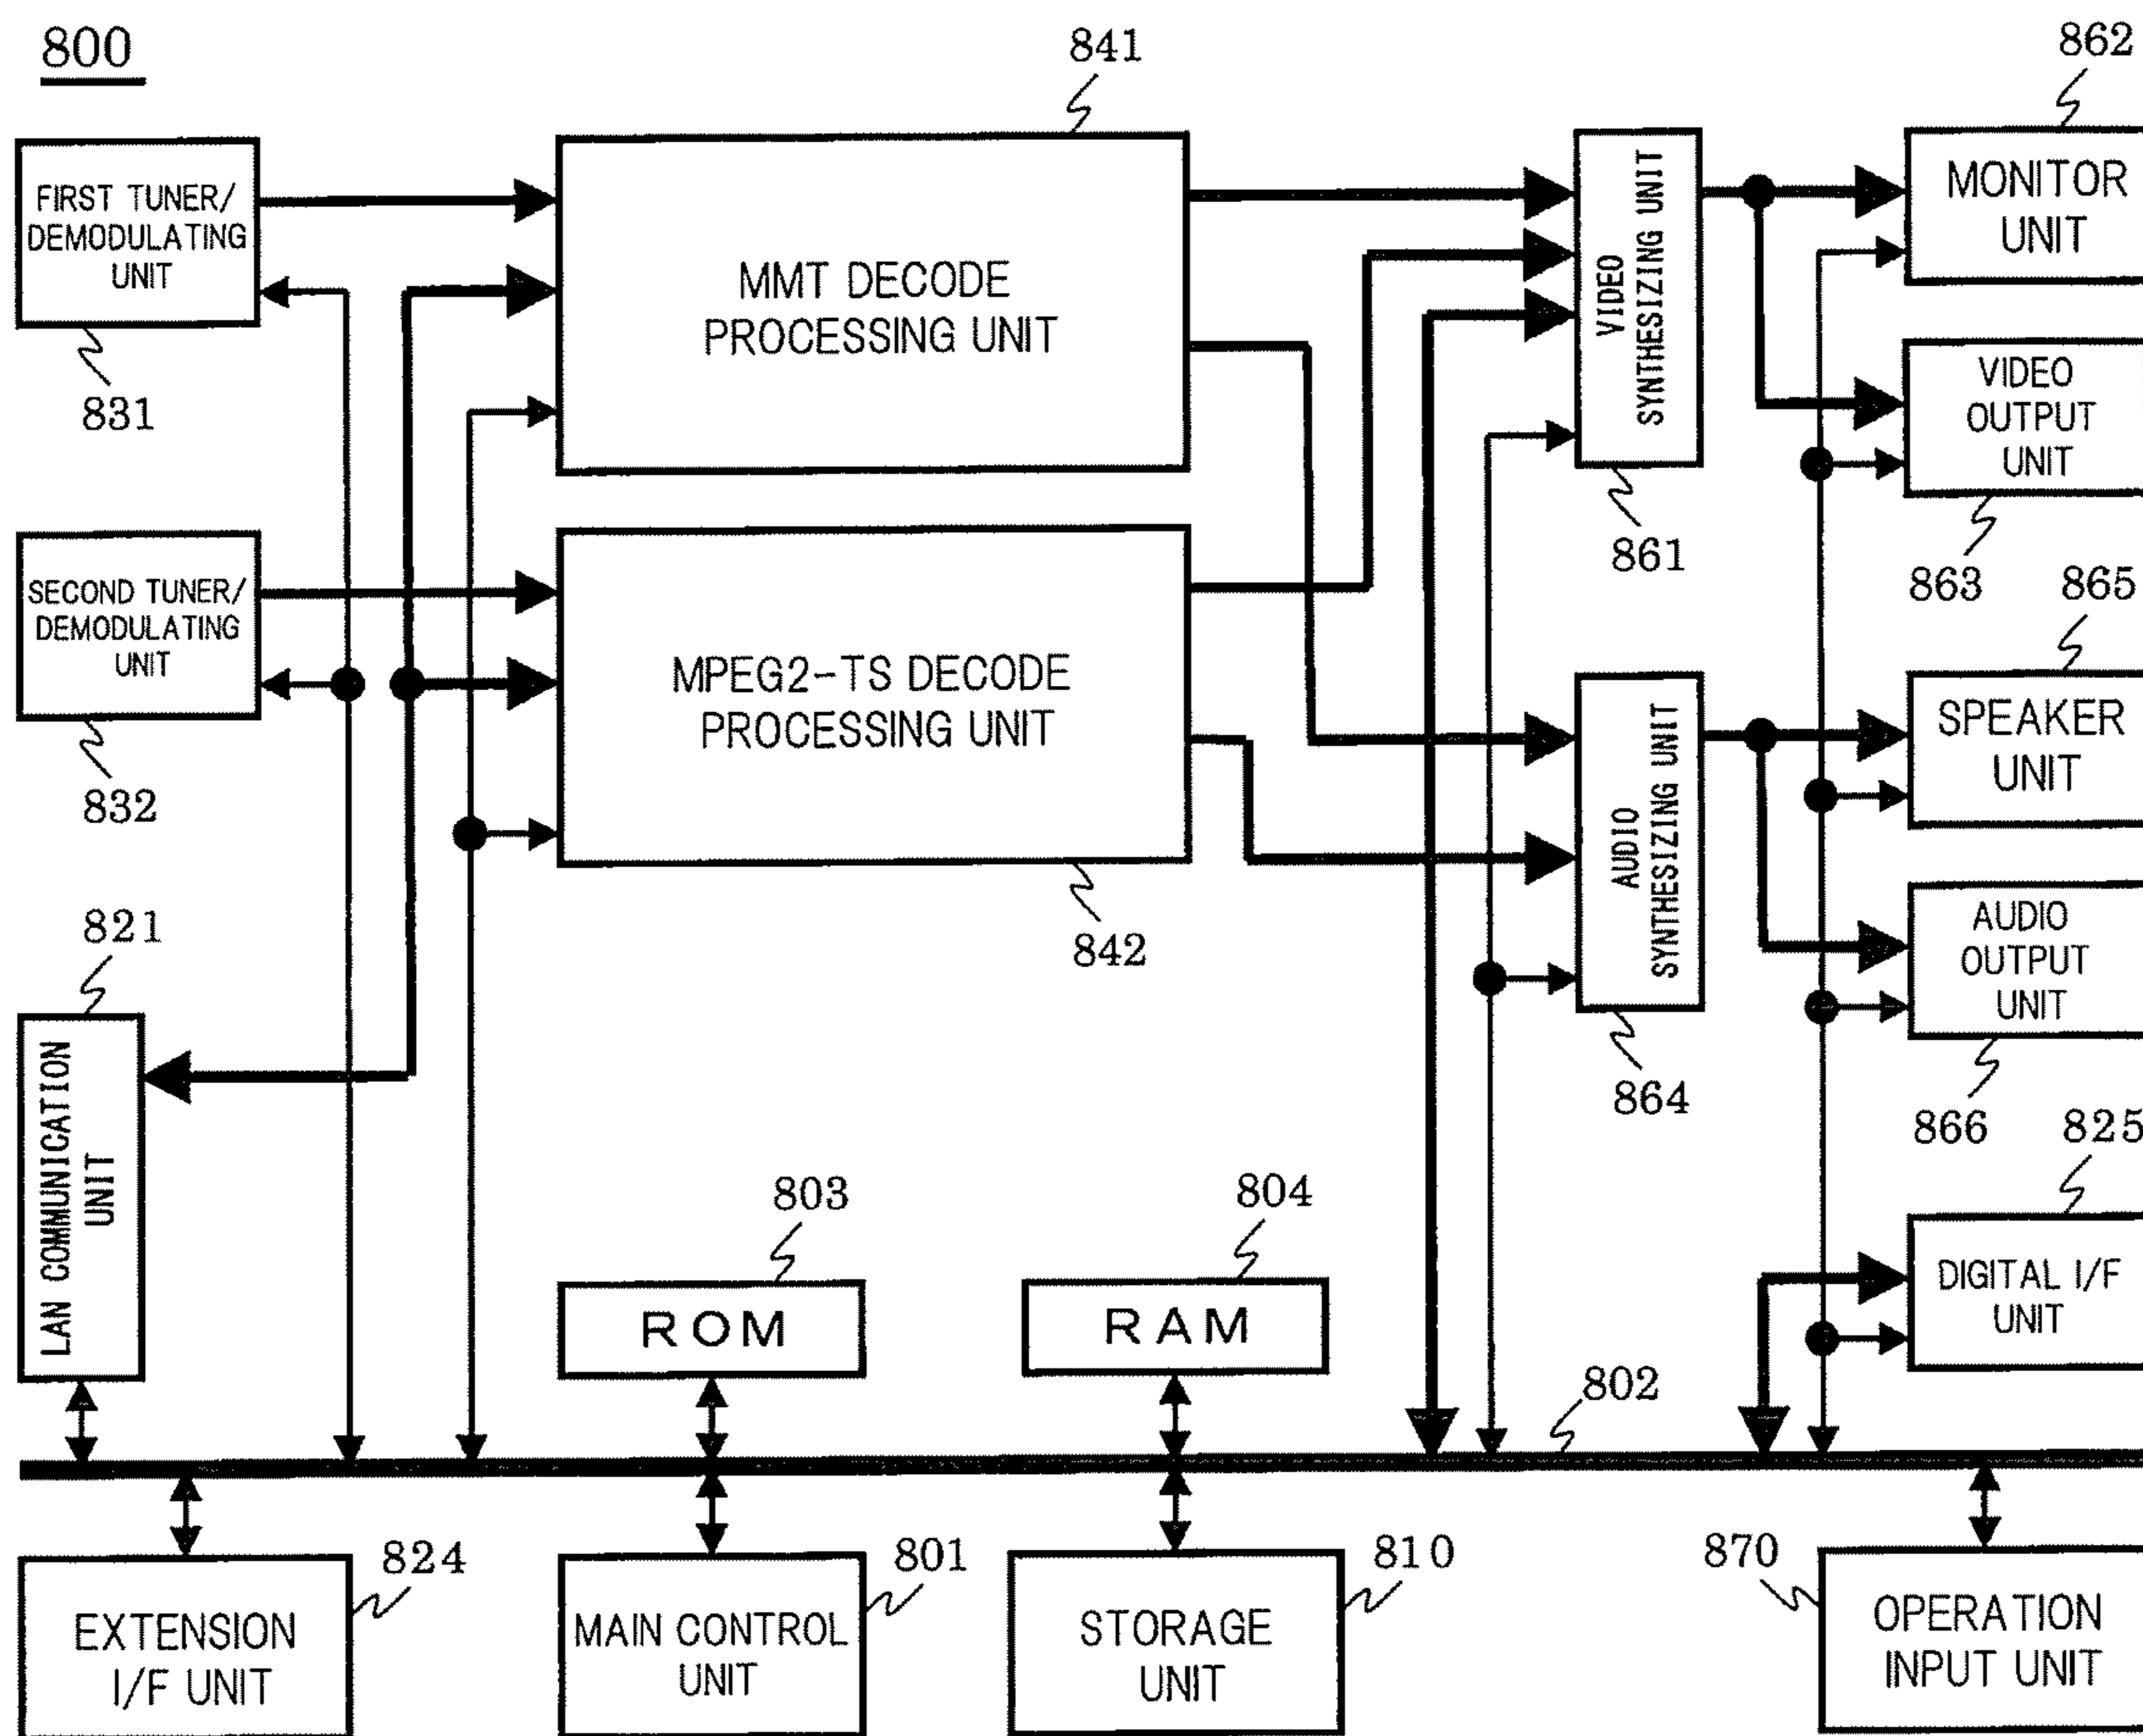 800
841
862
FIRST TUNER/
DEMODULATING
UNIT
831
MMT DECODE
PROCESSING UNIT
VIDEO
SYNTHESIZING UNIT
861
MONITOR
UNIT
VIDEO
OUTPUT
UNIT
863
865
SECOND TUNER/
DEMODULATING
UNIT
832
MPEG2-TS DECODE
PROCESSING UNIT
842
AUDIO
SYNTHESIZING UNIT
864
SPEAKER
UNIT
AUDIO
OUTPUT
UNIT
866
825
821
LAN COMMUNICATION
UNIT
803
ROM
804
RAM
DIGITAL I/F
UNIT
802
824
EXTENSION
I/F UNIT
801
MAIN CONTROL
UNIT
810
STORAGE
UNIT
870
OPERATION
INPUT UNIT